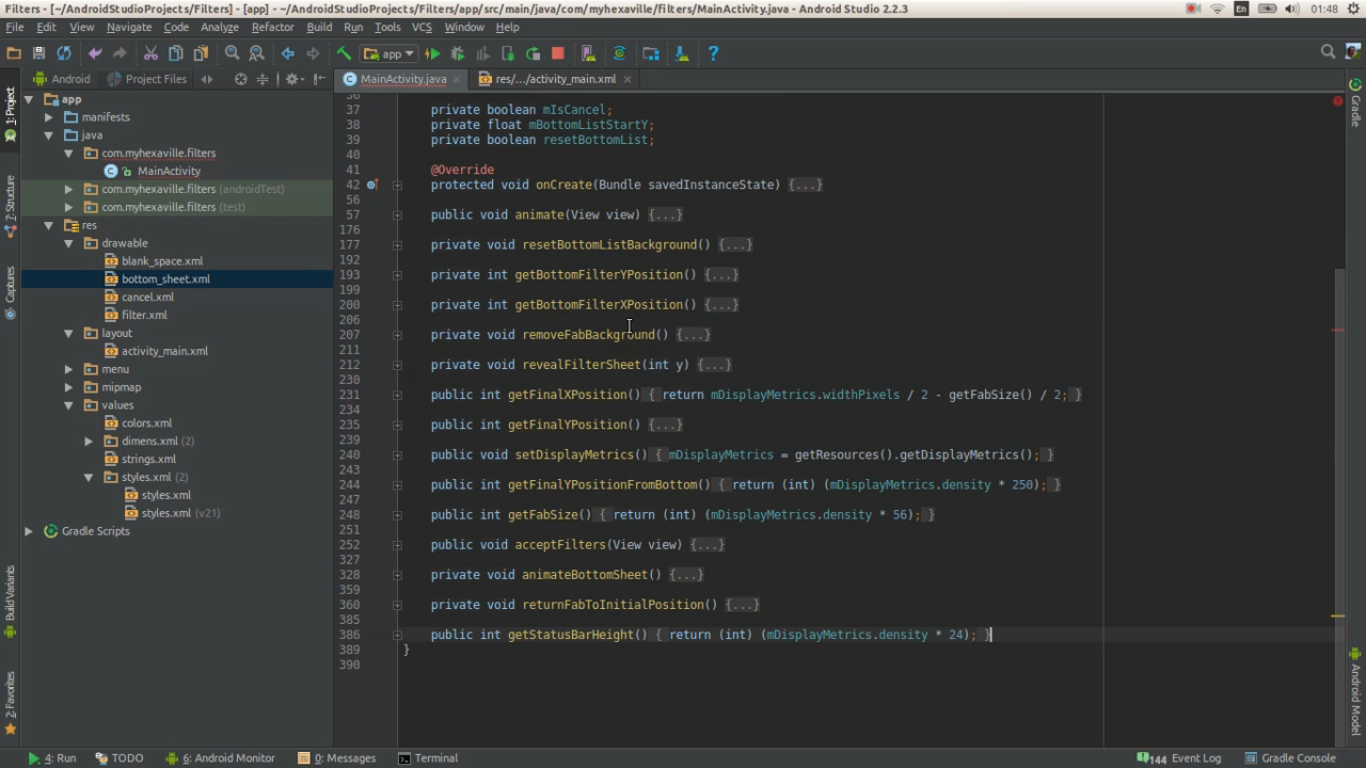 Filters - [~/AndroidStudioProjects/Filters] - [app] - ~/AndroidStudioProjects/Filters/app/src/main/java/com/myhexaville/filters/MainActivity.java - Android Studio 2.2.3
En
01:48
File Edit View Navigate Code Analyze Refactor Build Run Tools VCS Window Help
app
Android Project Files
MainActivity.java
res/.../activity_main.xml
1: Project
7: Structure
Captures
Build Variants
2: Favorites
app
manifests
java
com.myhexaville.filters
MainActivity
com.myhexaville.filters (androidTest)
com.myhexaville.filters (test)
res
drawable
blank_space.xml
bottom_sheet.xml
cancel.xml
filter.xml
layout
activity_main.xml
menu
mipmap
values
colors.xml
dimens.xml (2)
strings.xml
styles.xml (2)
styles.xml
styles.xml (v21)
Gradle Scripts
36
37 private boolean mIsCancel;
38 private float mBottomListStartY;
39 private boolean resetBottomList;
40
41 @Override
42 protected void onCreate(Bundle savedInstanceState) {...}
56
57 public void animate(View view) {...}
176
177 private void resetBottomListBackground() {...}
192
193 private int getBottomFilterYPosition() {...}
199
200 private int getBottomFilterXPosition() {...}
206
207 private void removeFabBackground() {...}
211
212 private void revealFilterSheet(int y) {...}
230
231 public int getFinalXPosition() { return mDisplayMetrics.widthPixels / 2 - getFabSize() / 2; }
234
235 public int getFinalYPosition() {...}
239
240 public void setDisplayMetrics() { mDisplayMetrics = getResources().getDisplayMetrics(); }
243
244 public int getFinalYPositionFromBottom() { return (int) (mDisplayMetrics.density * 250); }
247
248 public int getFabSize() { return (int) (mDisplayMetrics.density * 56); }
251
252 public void acceptFilters(View view) {...}
327
328 private void animateBottomSheet() {...}
359
360 private void returnFabToInitialPosition() {...}
385
386 public int getStatusBarHeight() { return (int) (mDisplayMetrics.density * 24); }
389 }
390
Gradle
Android Model
4: Run TODO 6: Android Monitor 0: Messages Terminal
144 Event Log Gradle Console